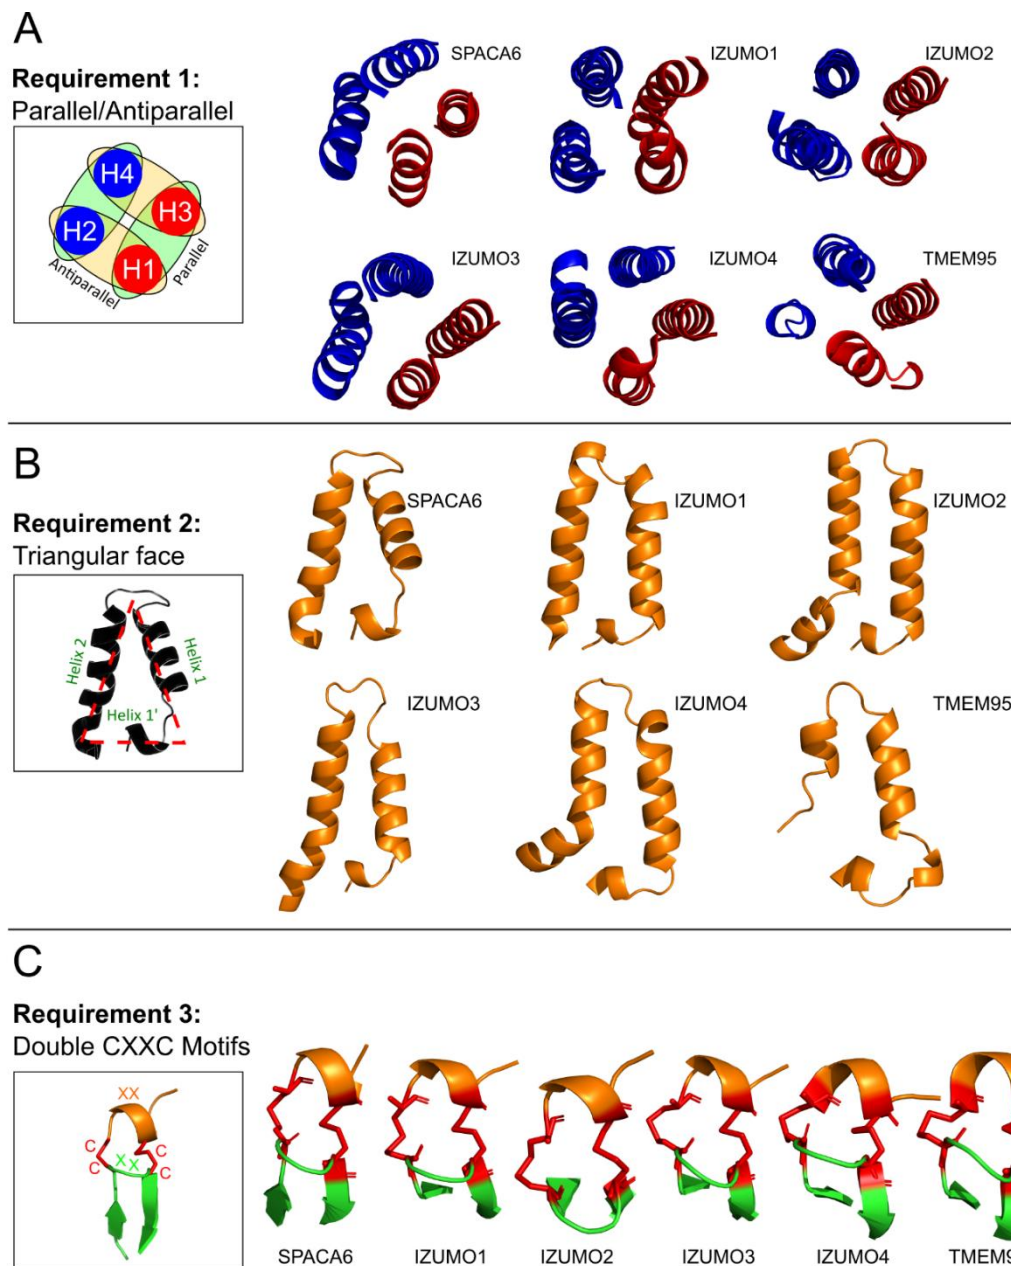 A
Requirement 1:
Parallel/Antiparallel
H4
H3
H2
H1
Antiparallel
Parallel
SPACA6
IZUMO1
IZUMO2
IZUMO3
IZUMO4
TMEM95
B
Requirement 2:
Triangular face
Helix 2
Helix 1
Helix 1'
SPACA6
IZUMO1
IZUMO2
IZUMO3
IZUMO4
TMEM95
C
Requirement 3:
Double CXXC Motifs
XX
C
C
X
X
C
C
SPACA6
IZUMO1
IZUMO2
IZUMO3
IZUMO4
TMEM9